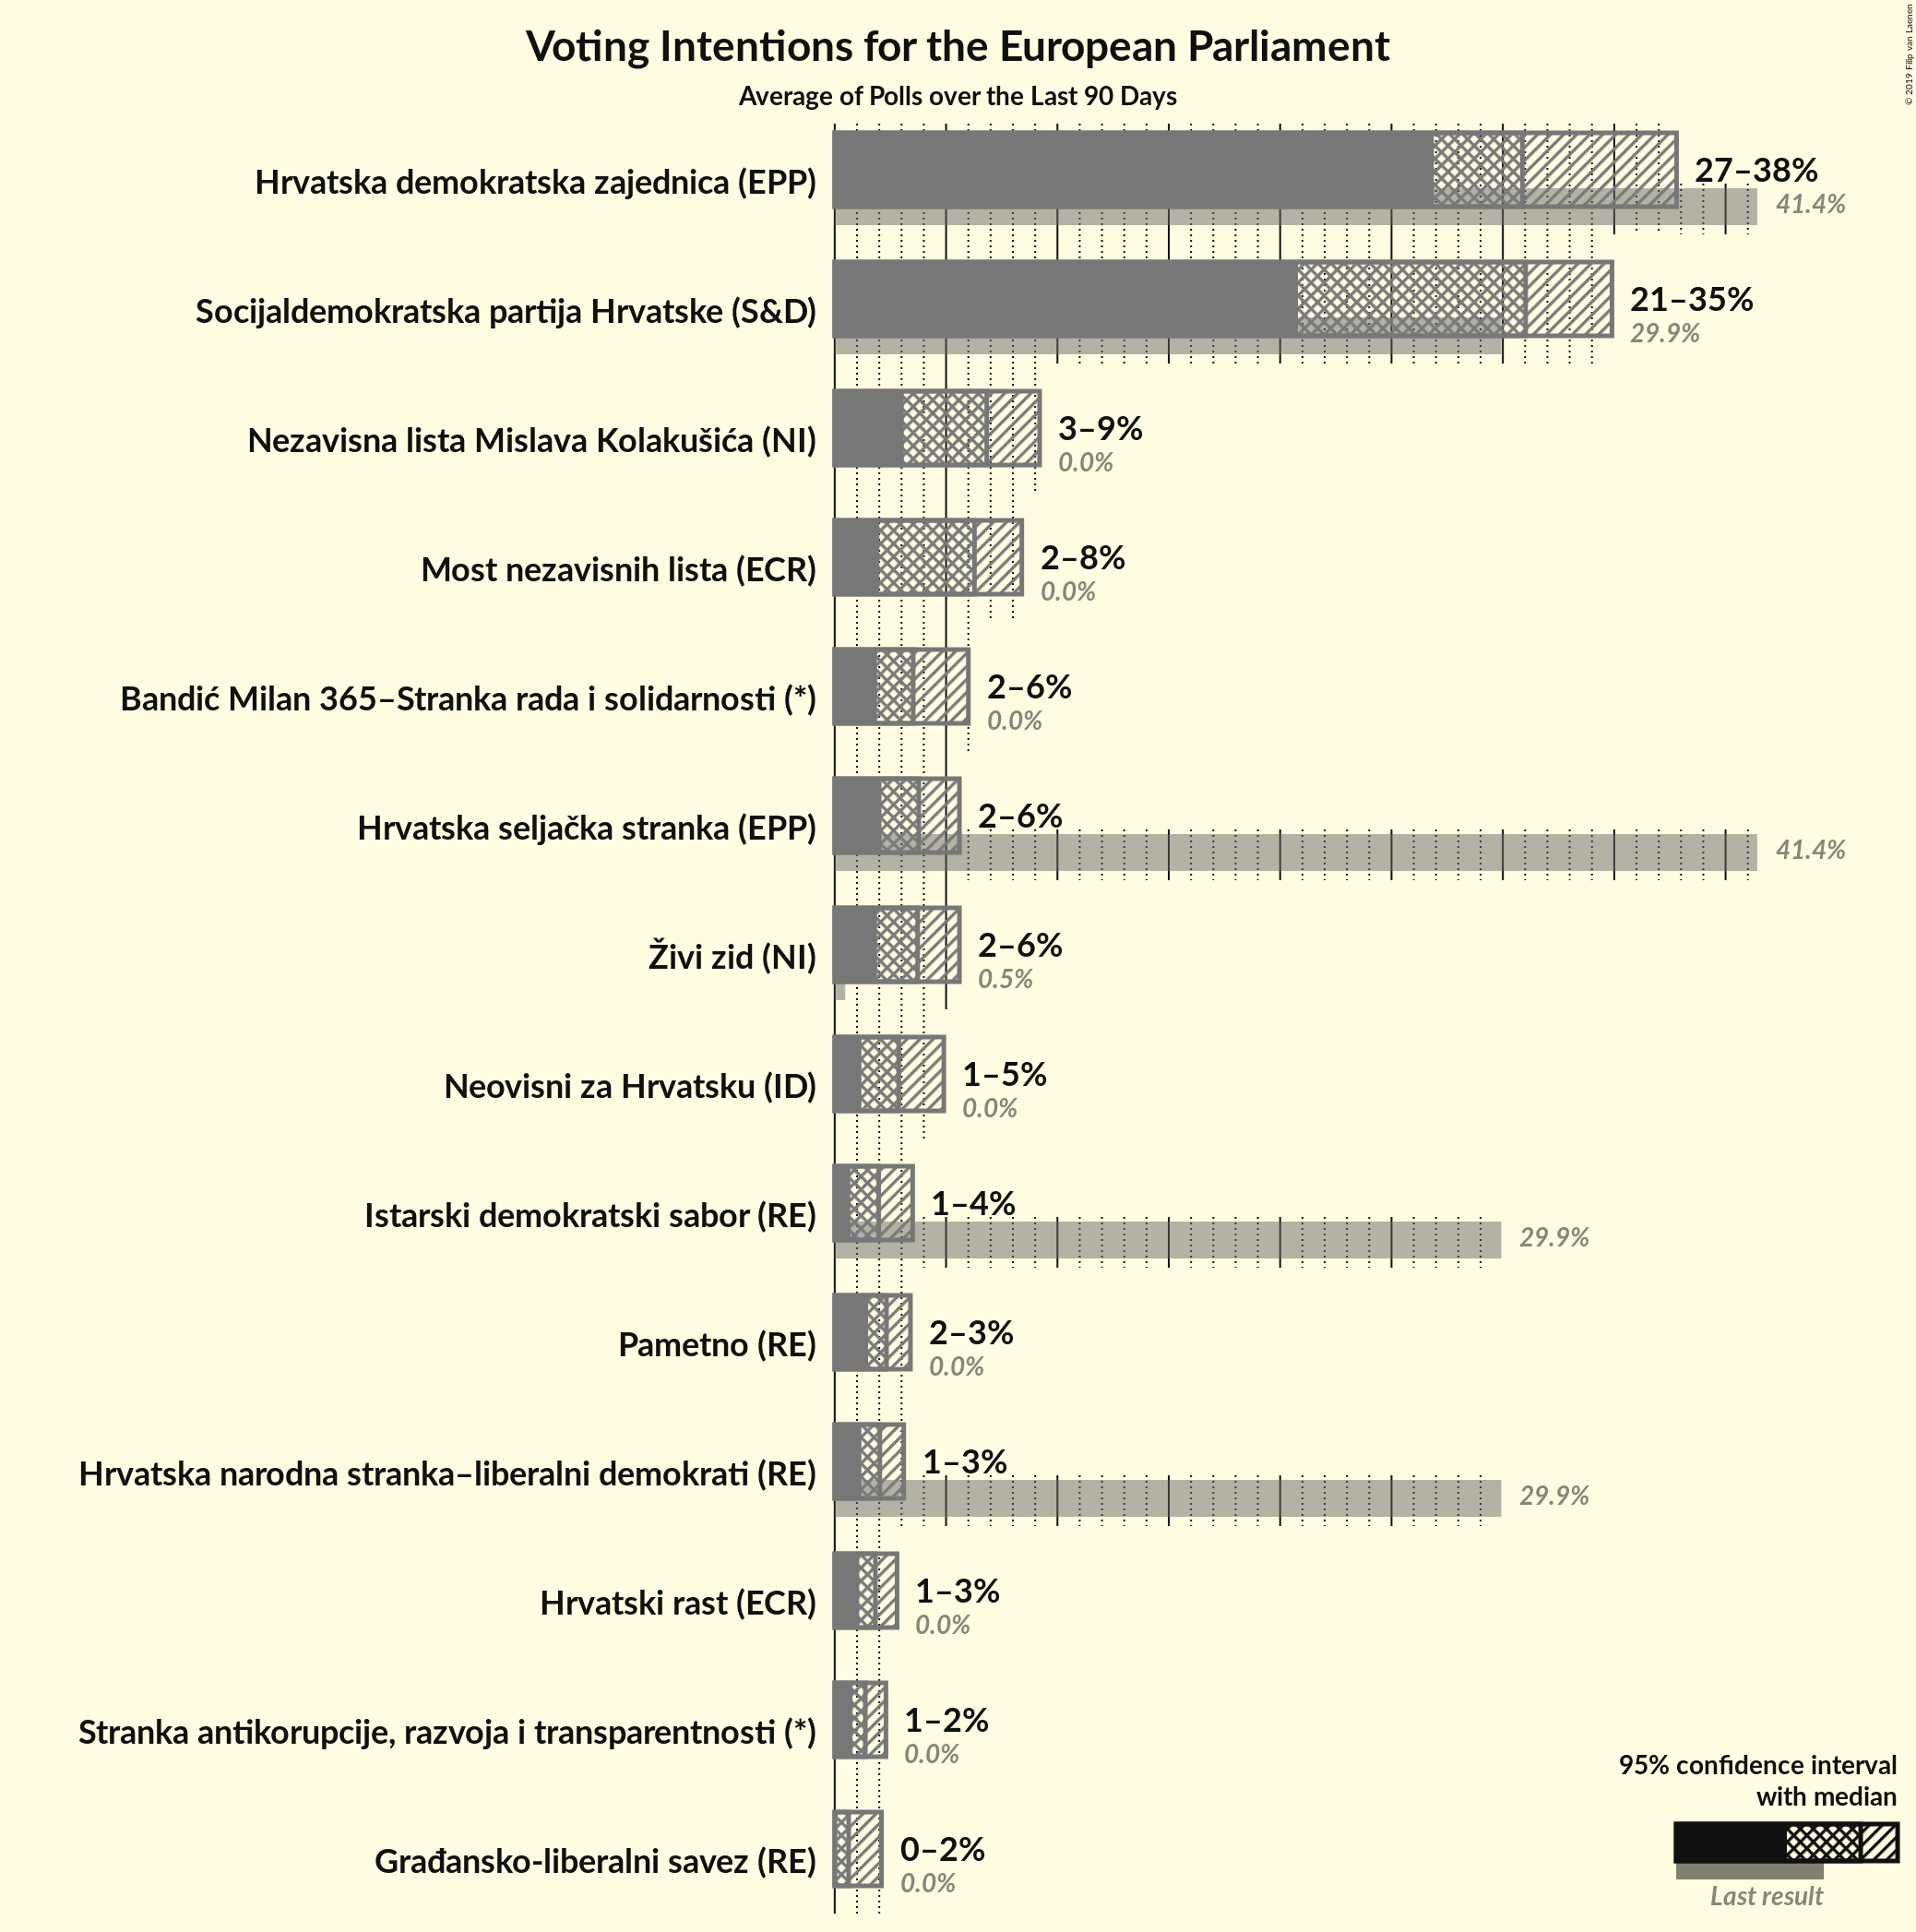 Voting Intentions for the European Parliament
Average of Polls over the Last 90 Days
© 2019 Filip van Laenen
Hrvatska demokratska zajednica (EPP)
27–38%
41.4%
Socijaldemokratska partija Hrvatske (S&D)
21–35%
29.9%
Nezavisna lista Mislava Kolakušića (NI)
3–9%
0.0%
Most nezavisnih lista (ECR)
2–8%
0.0%
Bandić Milan 365–Stranka rada i solidarnosti (*)
2–6%
0.0%
Hrvatska seljačka stranka (EPP)
2–6%
41.4%
Živi zid (NI)
2–6%
0.5%
Neovisni za Hrvatsku (ID)
1–5%
0.0%
Istarski demokratski sabor (RE)
1–4%
29.9%
Pametno (RE)
2–3%
0.0%
Hrvatska narodna stranka–liberalni demokrati (RE)
1–3%
29.9%
Hrvatski rast (ECR)
1–3%
0.0%
Stranka antikorupcije, razvoja i transparentnosti (*)
1–2%
0.0%
Građansko-liberalni savez (RE)
0–2%
0.0%
95% confidence interval
with median
Last result